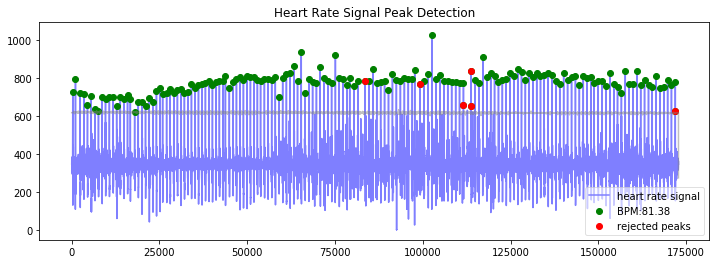 Heart Rate Signal Peak Detection
1000
800
600
400
200
0
heart rate signal
BPM:81.38
rejected peaks
0 25000 50000 75000 100000 125000 150000 175000